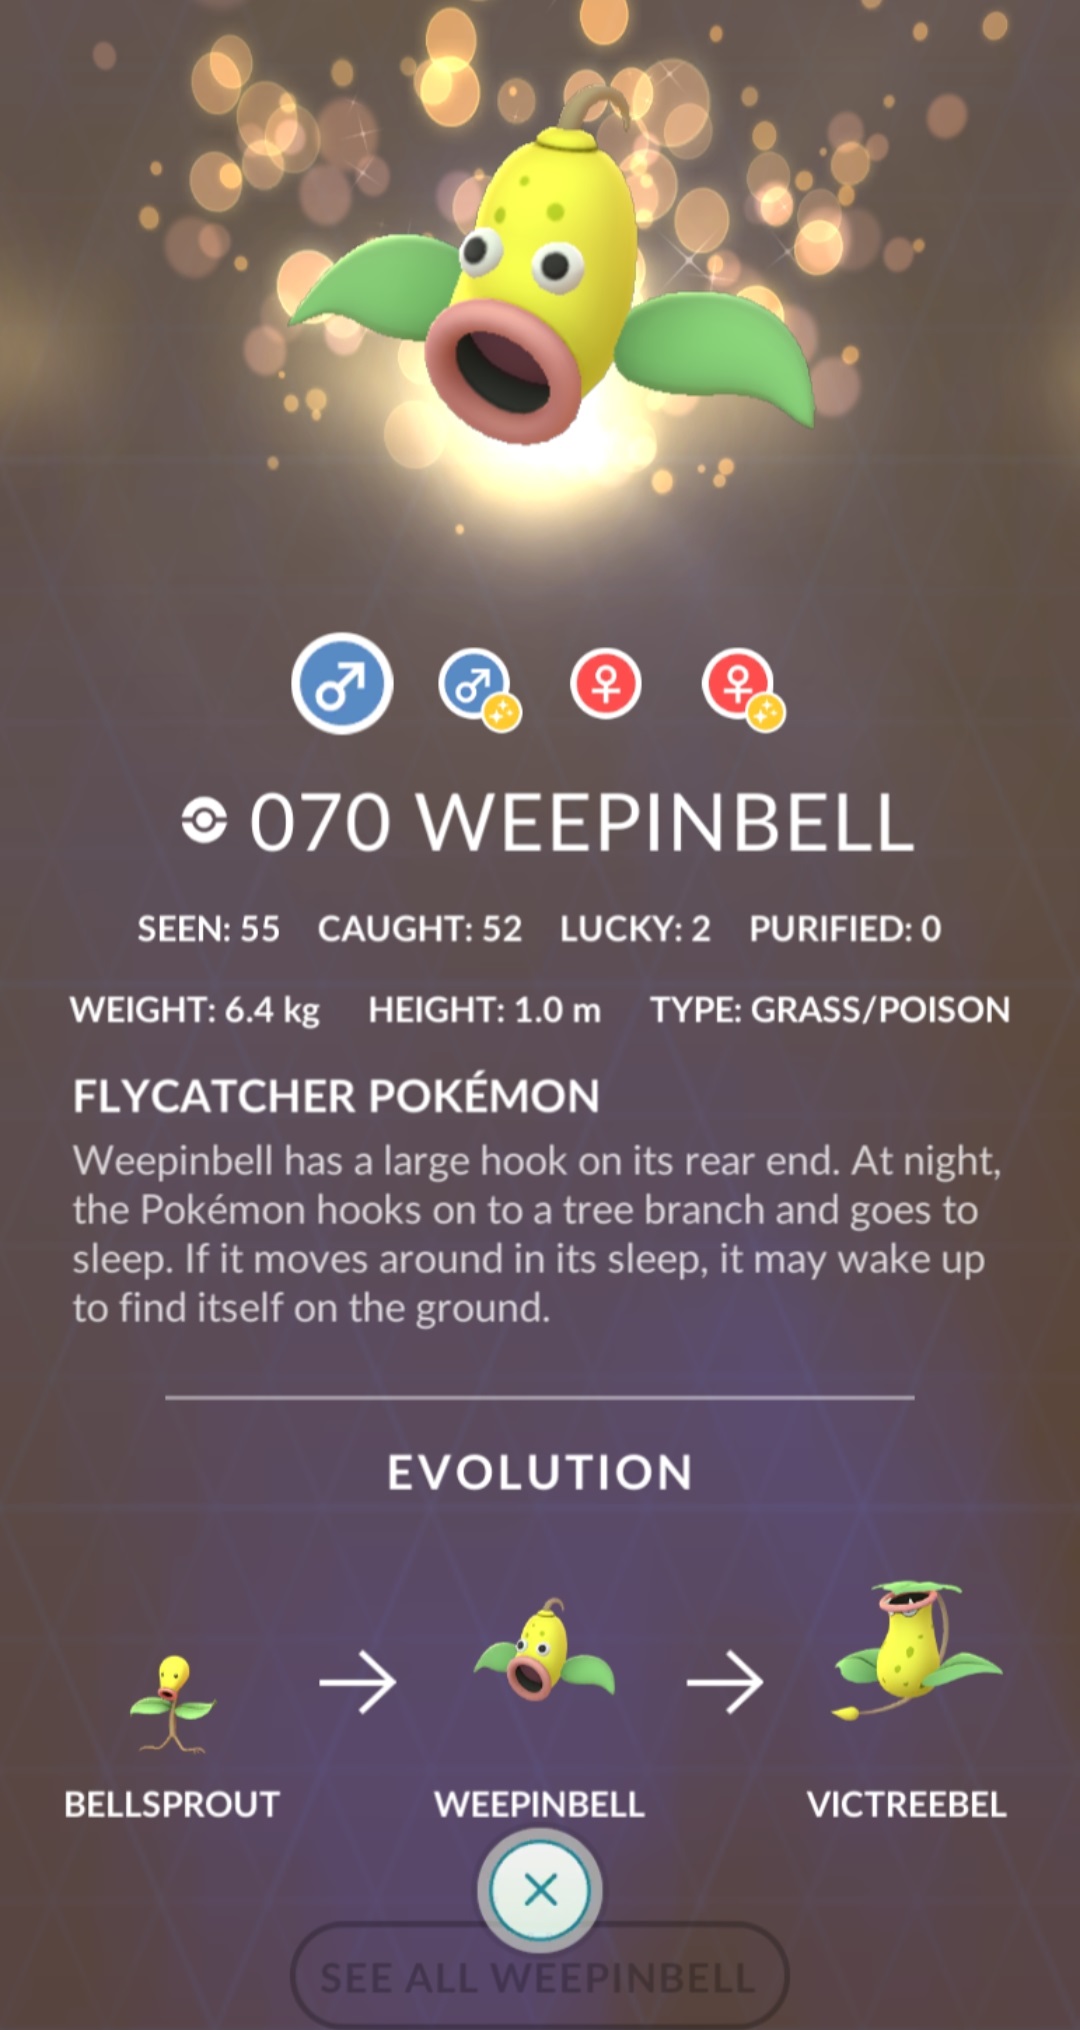 070 WEEPINBELL
SEEN: 55 CAUGHT: 52 LUCKY: 2 PURIFIED: 0
WEIGHT: 6.4 kg HEIGHT: 1.0 m TYPE: GRASS/POISON
FLYCATCHER POKÉMON
Weepinbell has a large hook on its rear end. At night,
the Pokémon hooks on to a tree branch and goes to
sleep. If it moves around in its sleep, it may wake up
to find itself on the ground.
EVOLUTION
BELLSPROUT WEEPINBELL VICTREEBEL
SEE ALL WEEPINBELL